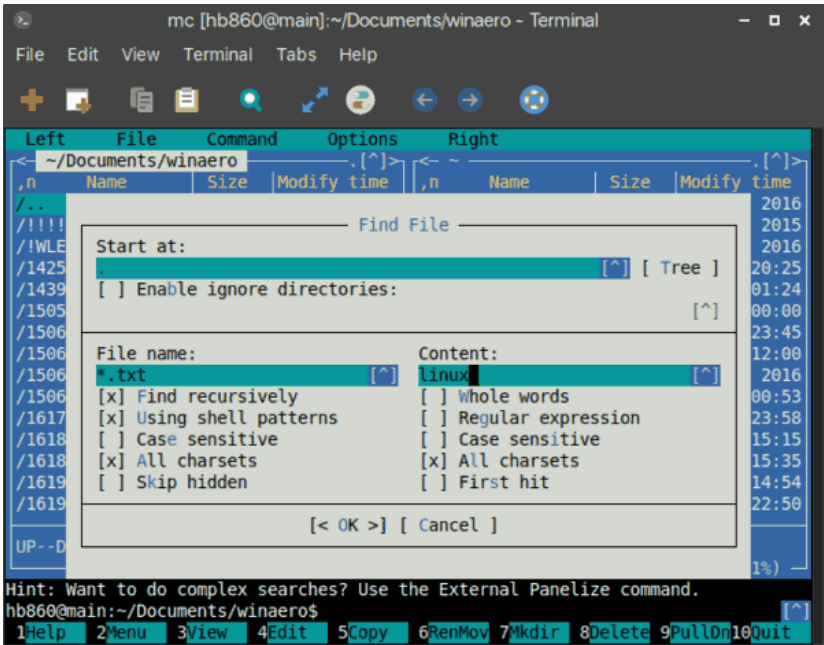 mc [hb860@main]:~/Documents/winaero - Terminal
File Edit View Terminal Tabs Help
Left File Command Options Right
<- ~/Documents/winaero .[^]> <- ~ .[^]>
,n Name Size Modify time ,n Name Size Modify time
/.. 2016
/!!!! 2015
Find File
/!WLE Start at: 2016
/1425 . [^] [ Tree ] 20:25
/1439 [ ] Enable ignore directories: 01:24
/1505 [^] 00:00
/1506 23:45
/1506 File name: Content: 12:00
/1506 *.txt [^] linux [^] 2016
/1506 [x] Find recursively [ ] Whole words 00:53
/1617 [x] Using shell patterns [ ] Regular expression 23:58
/1618 [ ] Case sensitive [ ] Case sensitive 15:15
/1618 [x] All charsets [x] All charsets 15:35
/1619 [ ] Skip hidden [ ] First hit 14:54
/1619 22:50
[< OK >] [ Cancel ]
UP--D
1%)
Hint: Want to do complex searches? Use the External Panelize command.
hb860@main:~/Documents/winaero$ [^]
1Help 2Menu 3View 4Edit 5Copy 6RenMov 7Mkdir 8Delete 9PullDn 10Quit